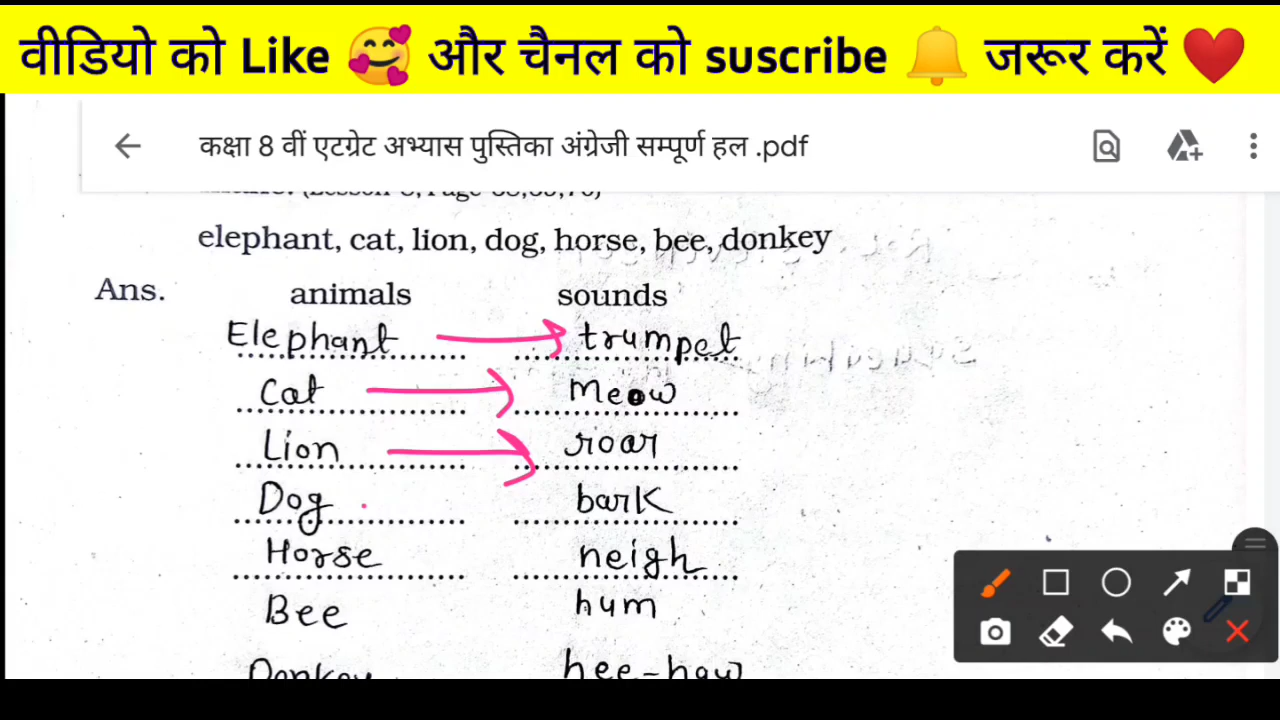 वीडियो को Like 🥰 और चैनल को suscribe 🔔 जरूर करें ❤️
कक्षा 8 वीं एटग्रेट अभ्यास पुस्तिका अंग्रेजी सम्पूर्ण हल .pdf
elephant, cat, lion, dog, horse, bee, donkey
Ans. animals sounds
Elephant trumpet
Cat Meow
Lion roar
Dog bark
Horse neigh
Bee hum
Donkey hee-haw